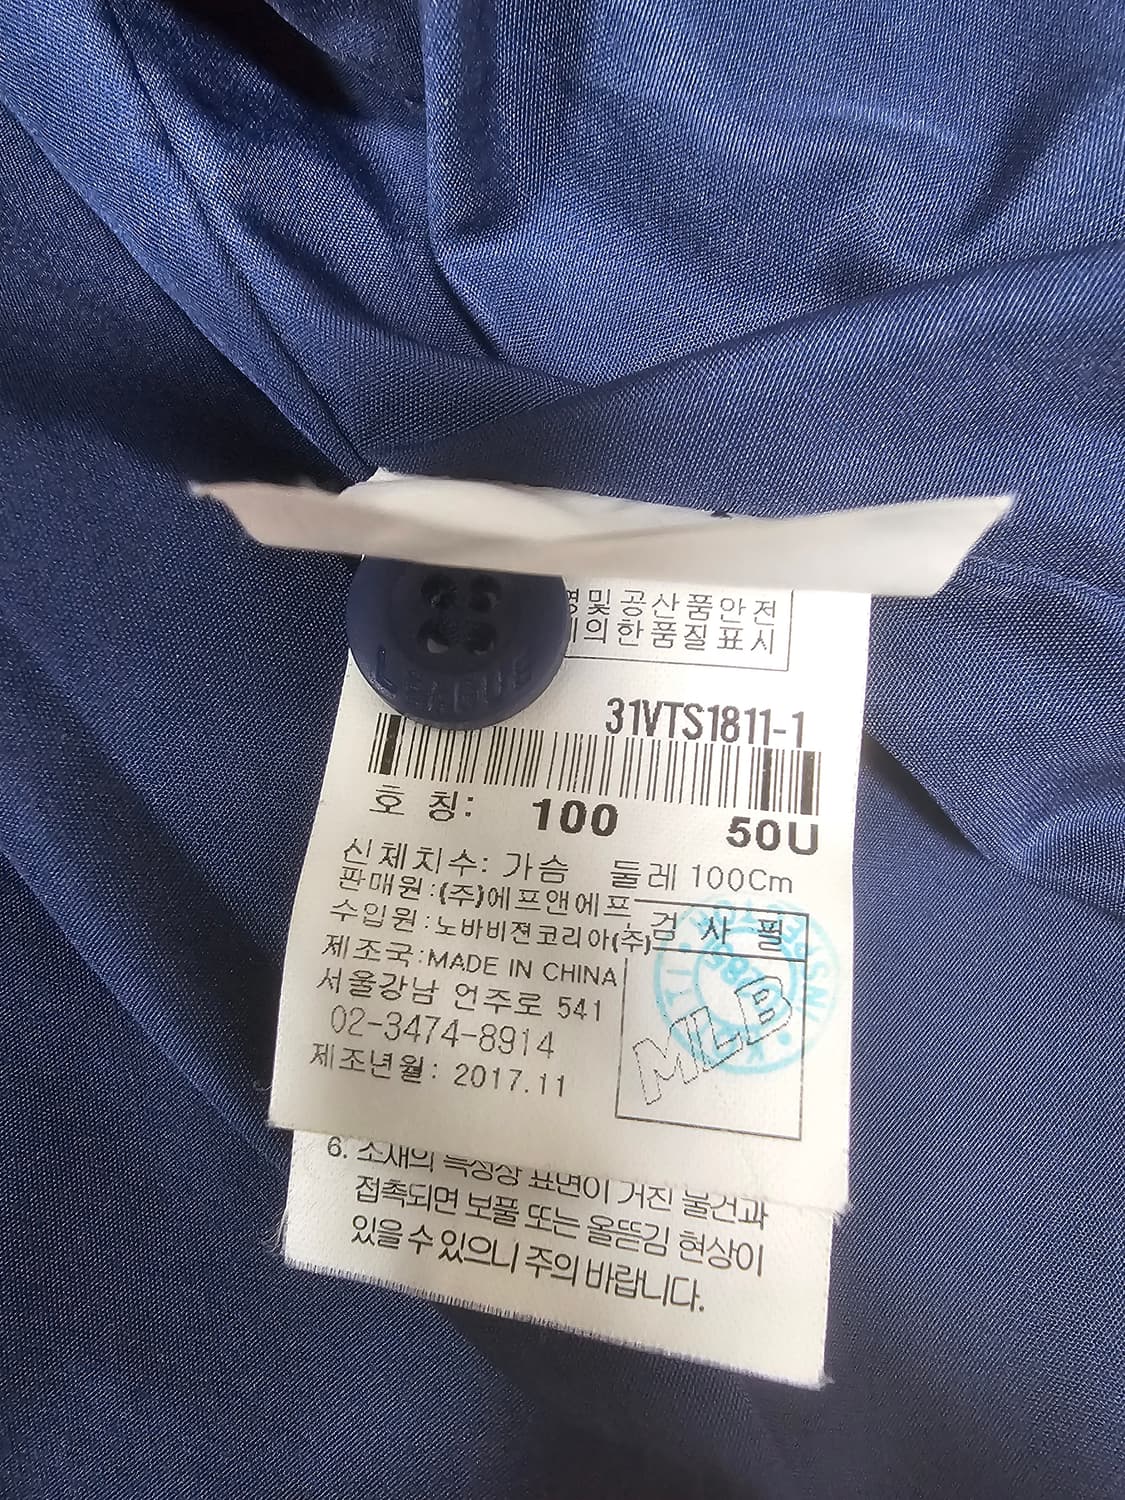 및공산품안전
의한품질표시
LEAGUE
31VTS1811-1
호 칭: 100 50U
신체치수: 가슴 둘레 100Cm
판매원:(주)에프앤에프
수입원:노바비젼코리아(주)
제조국:MADE IN CHINA
서울강남 언주로 541
02-3474-8914
제조년월: 2017.11
검 사 필
MLB
6. 소재의 특성상 표면이 거친 물건과
접촉되면 보풀 또는 올뜯김 현상이
있을 수 있으니 주의 바랍니다.